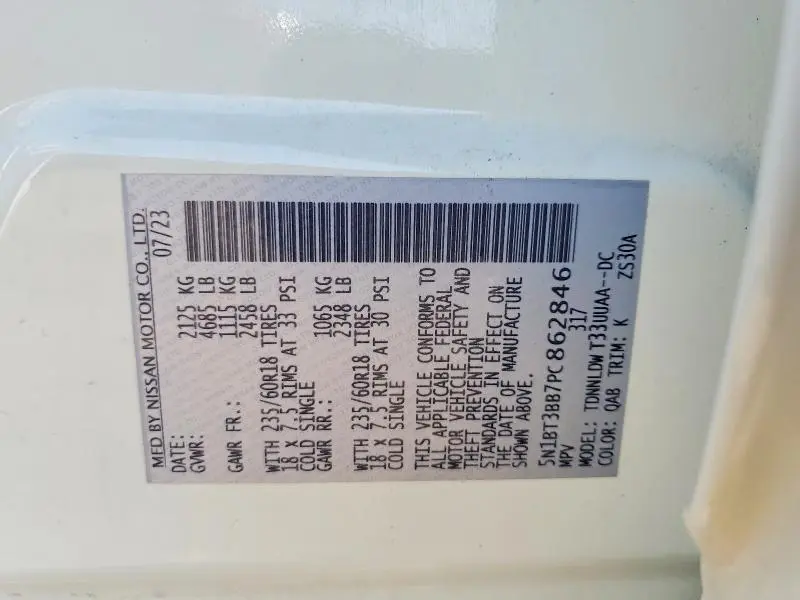 MFD BY NISSAN MOTOR CO., LTD.
DATE: 07/23
GVWR: 2125 KG
4685 LB
GAWR FR.: 1115 KG
2458 LB
WITH 235/60R18 TIRES
18 X 7.5 RIMS AT 33 PSI
COLD SINGLE
GAWR RR.: 1065 KG
2348 LB
WITH 235/60R18 TIRES
18 X 7.5 RIMS AT 30 PSI
COLD SINGLE
THIS VEHICLE CONFORMS TO
ALL APPLICABLE FEDERAL
MOTOR VEHICLE SAFETY AND
THEFT PREVENTION
STANDARDS IN EFFECT ON
THE DATE OF MANUFACTURE
SHOWN ABOVE.
5N1BT3BB7PC862846
MPV 317
MODEL: TDNNLDW T33UUAA--DC
COLOR: QAB TRIM: K ZS30A